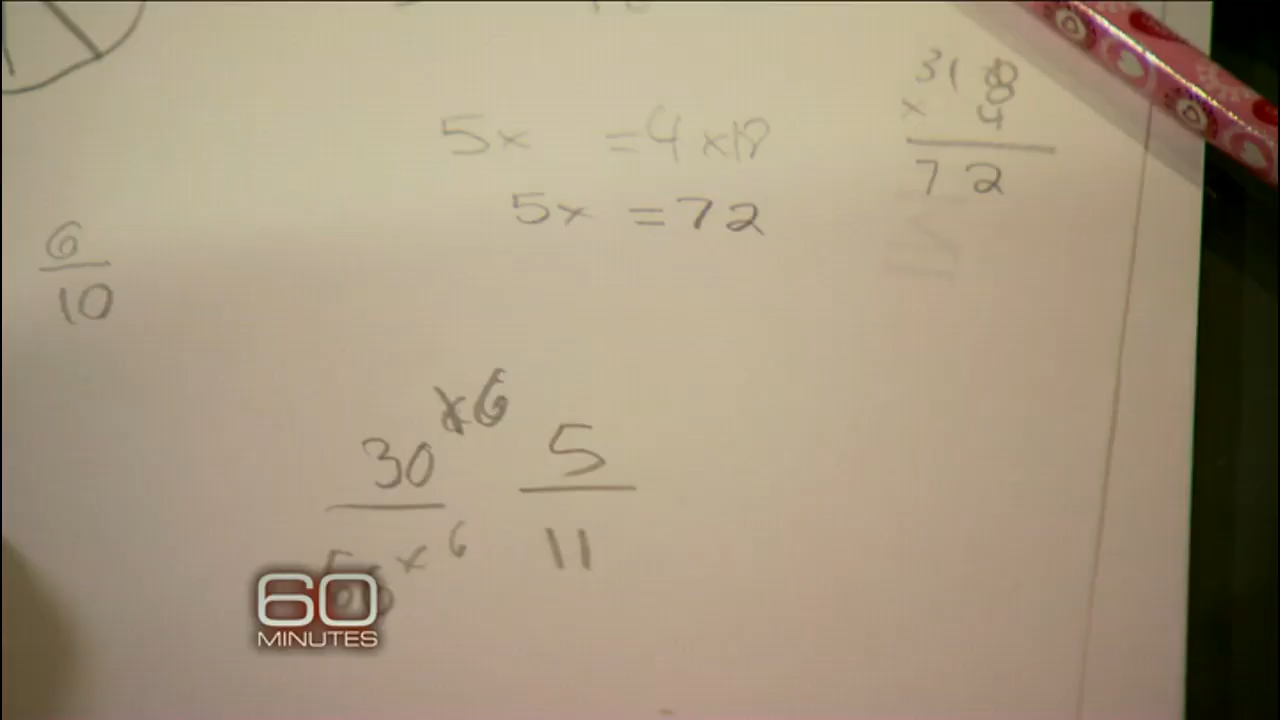 5x = 4 x 18
5x = 72
31 8
x 4
72
6
10
30 x6
x 6
5
11
60
MINUTES